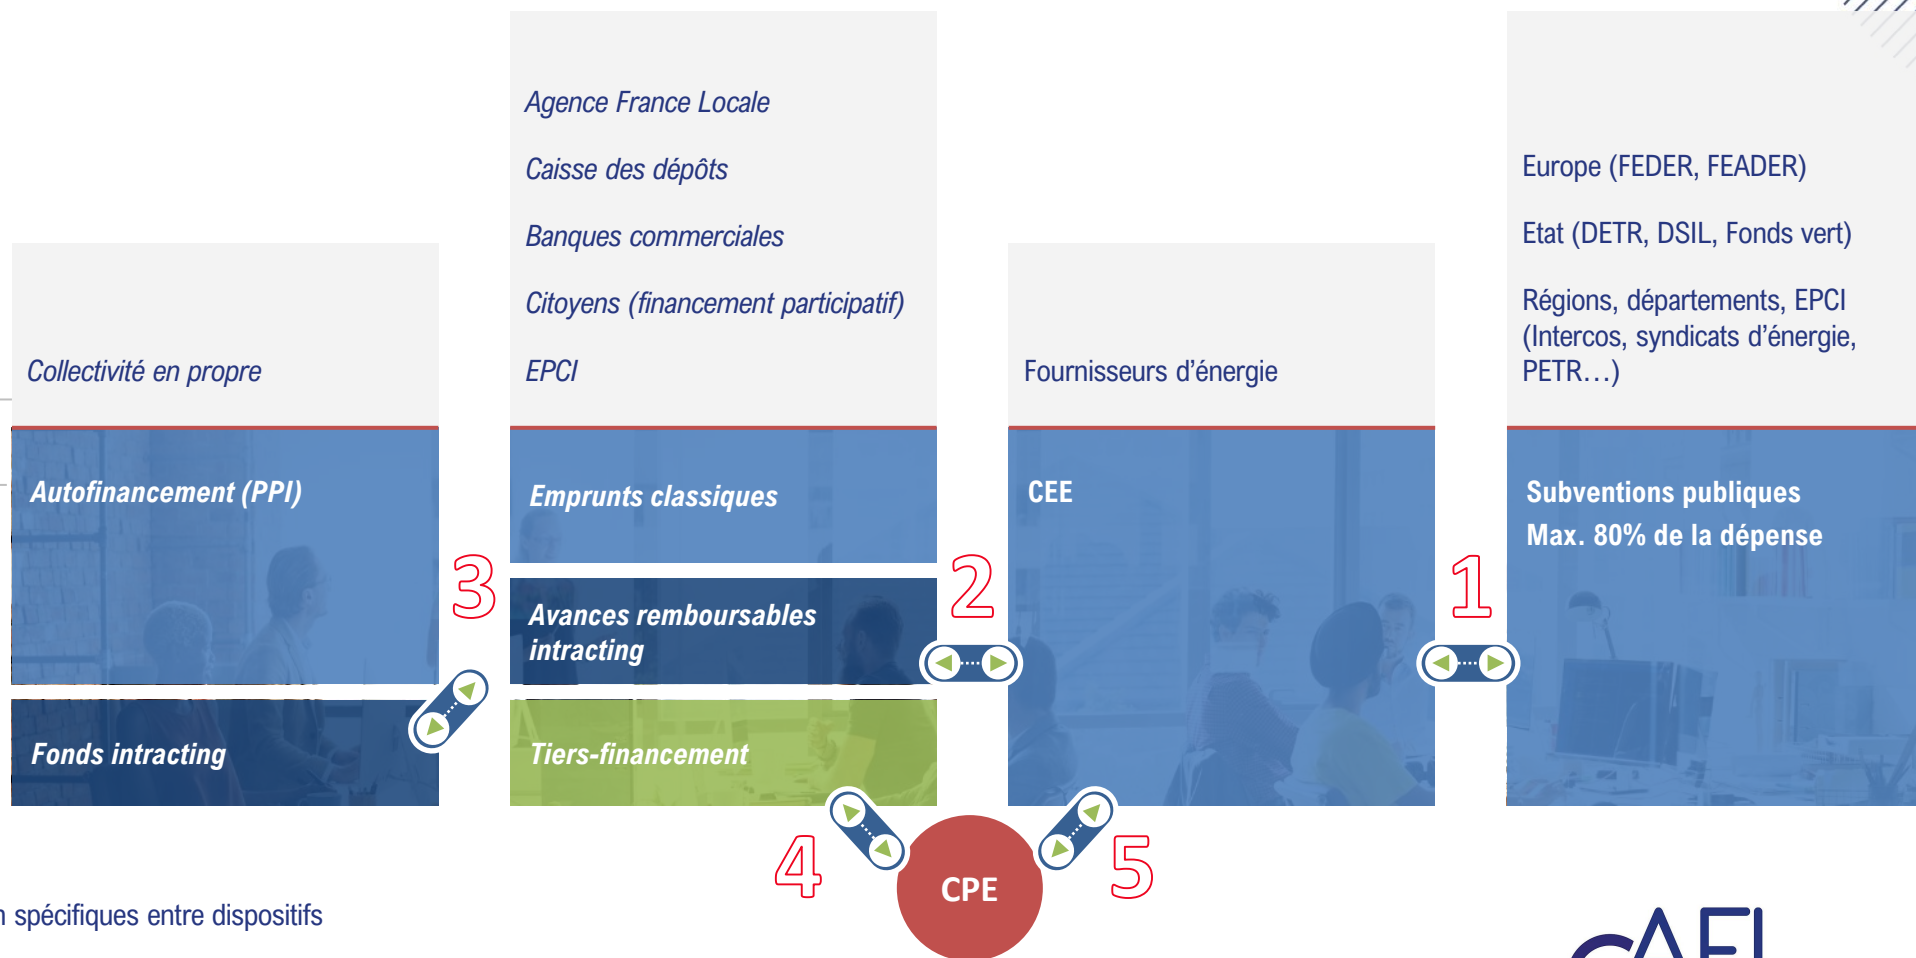 Collectivité en propre
Autofinancement (PPI)
Fonds intracting
3
Agence France Locale
Caisse des dépôts
Banques commerciales
Citoyens (financement participatif)
EPCI
Emprunts classiques
Avances remboursables
intracting
Tiers-financement
2
Fournisseurs d'énergie
CEE
1
Europe (FEDER, FEADER)
Etat (DETR, DSIL, Fonds vert)
Régions, départements, EPCI
(Intercos, syndicats d'énergie,
PETR…)
Subventions publiques
Max. 80% de la dépense
4
CPE
5
spécifiques entre dispositifs